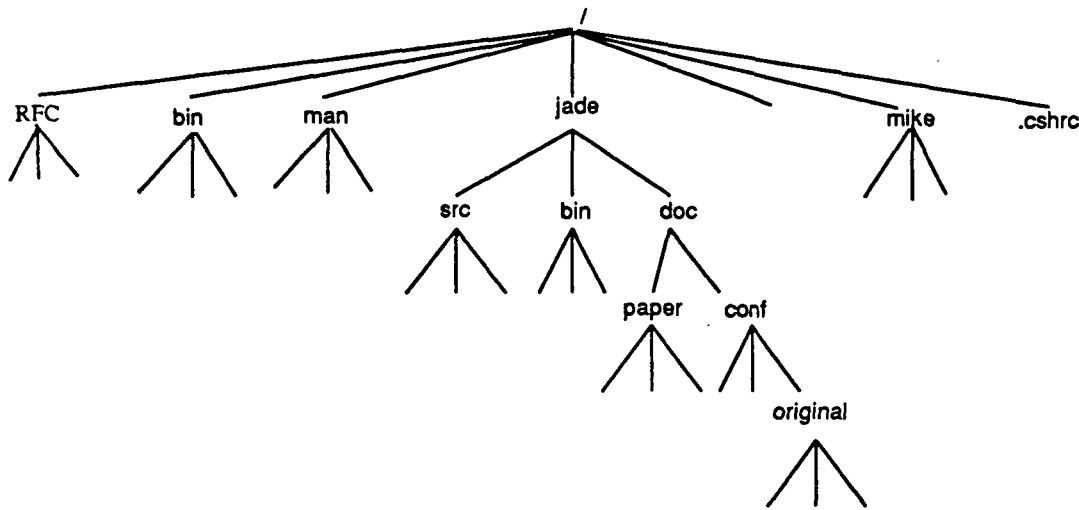 /
RFC bin man jade mike .cshrc
src bin doc
paper conf
original